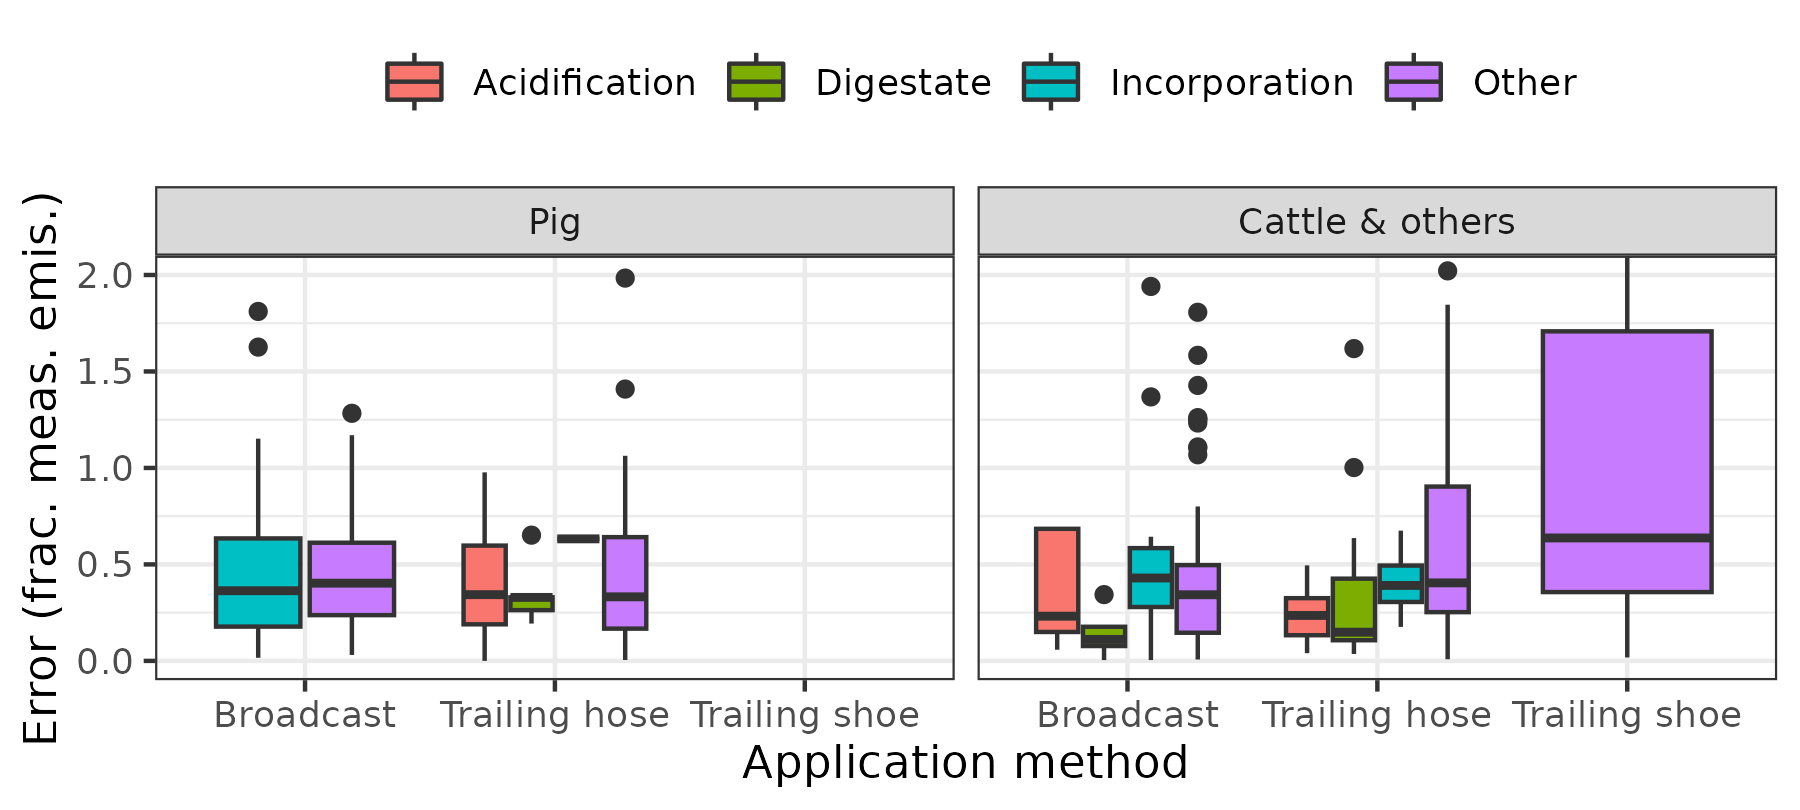 Acidification Digestate Incorporation Other
Pig Cattle & others
Error (frac. meas. emis.)
2.0
1.5
1.0
0.5
0.0
Broadcast Trailing hose Trailing shoe Broadcast Trailing hose Trailing shoe
Application method